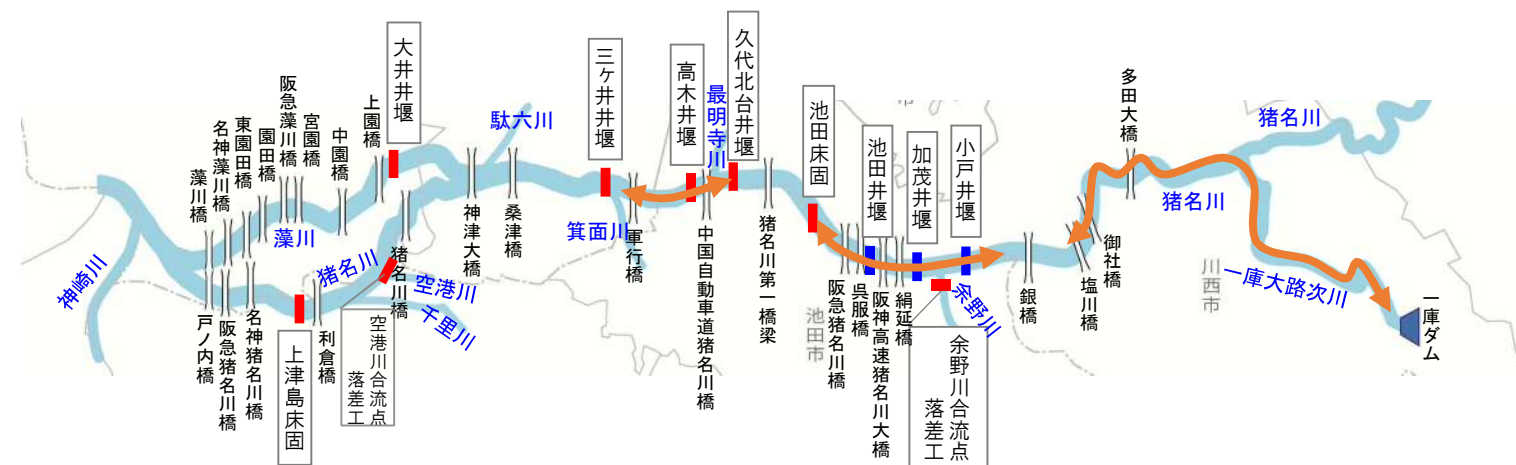 大井井堰
三ヶ井井堰
高木井堰
最明寺川
久代北台井堰
池田床固
池田井堰
加茂井堰
小戸井堰
多田大橋
猪名川
駄六川
上園橋
中園橋
宮園橋
阪急藻川橋
園田橋
東園田橋
名神藻川橋
藻川橋
藻川
神崎川
猪名川
猪名川橋
空港川
千里川
神津大橋
桑津橋
箕面川
軍行橋
中国自動車道猪名川橋
猪名川第一橋梁
池田市
阪急猪名川橋
呉服橋
阪神高速猪名川大橋
絹延橋
余野川
銀橋
塩川橋
御社橋
猪名川
川西市
一庫大路次川
一庫ダム
戸ノ内橋
阪急猪名川橋
名神猪名川橋
上津島床固
利倉橋
空港川合流点
落差工
余野川合流点
落差工